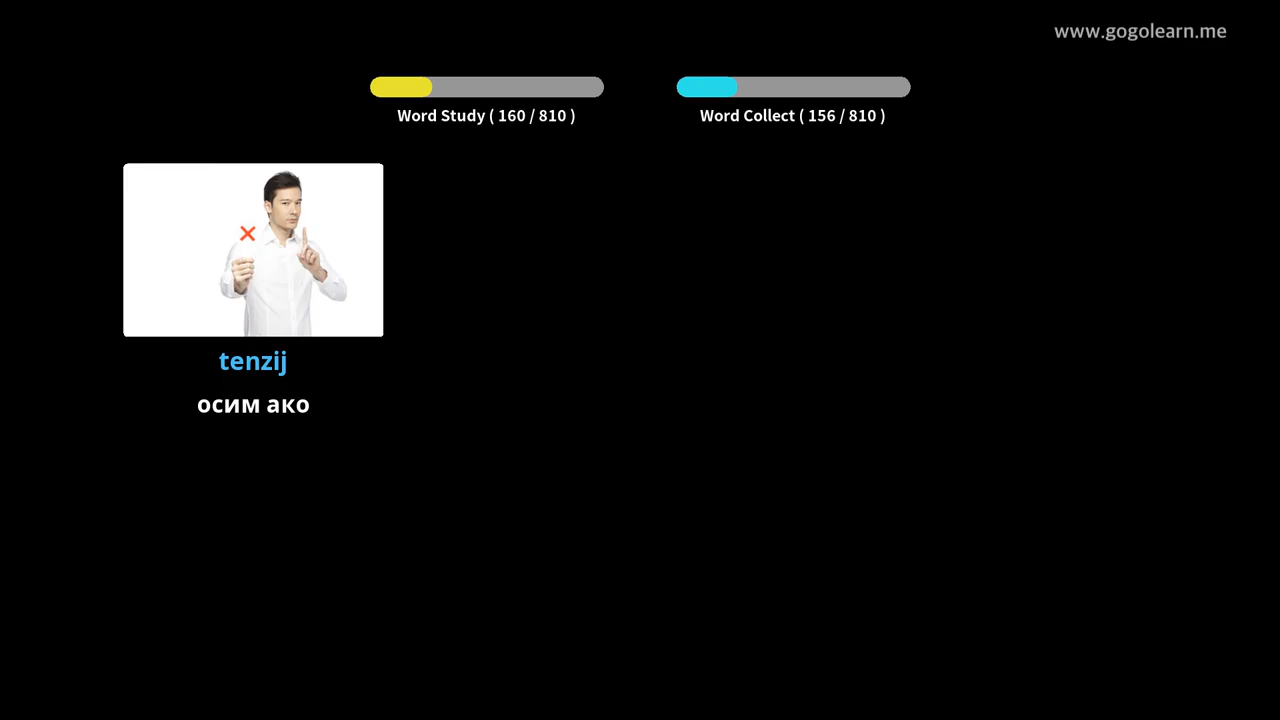 www.gogolearn.me
Word Study ( 160 / 810 )
Word Collect ( 156 / 810 )
tenzij
осим ако